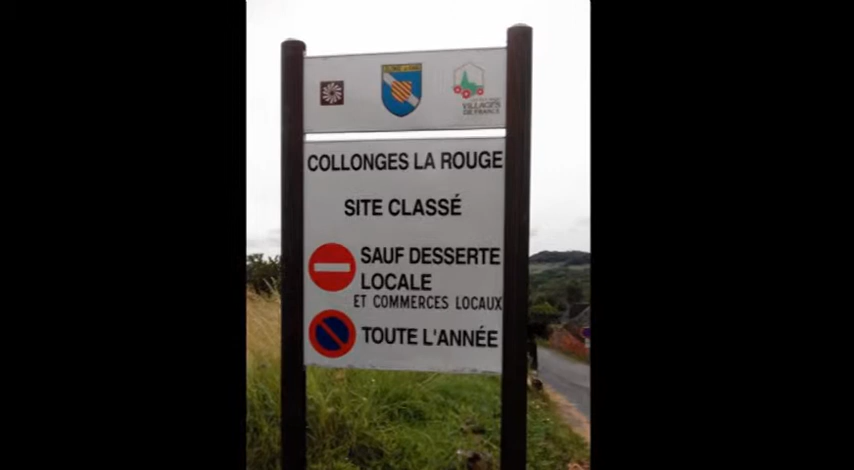 VILLAGES
DE FRANCE
COLLONGES LA ROUGE
SITE CLASSÉ
SAUF DESSERTE
LOCALE
ET COMMERCES LOCAUX
TOUTE L'ANNÉE